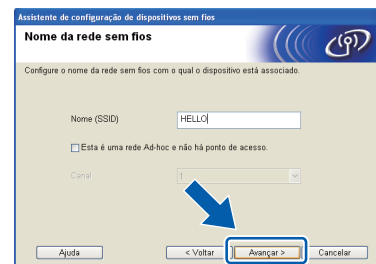 Assistente de configuração de dispositivos sem fios
Nome da rede sem fios
Configure o nome da rede sem fios com o qual o dispositivo está associado.
Nome (SSID)
HELLO
Esta é uma rede Ad-hoc e não há ponto de acesso.
Canal
1
Ajuda
< Voltar
Avançar >
Cancelar